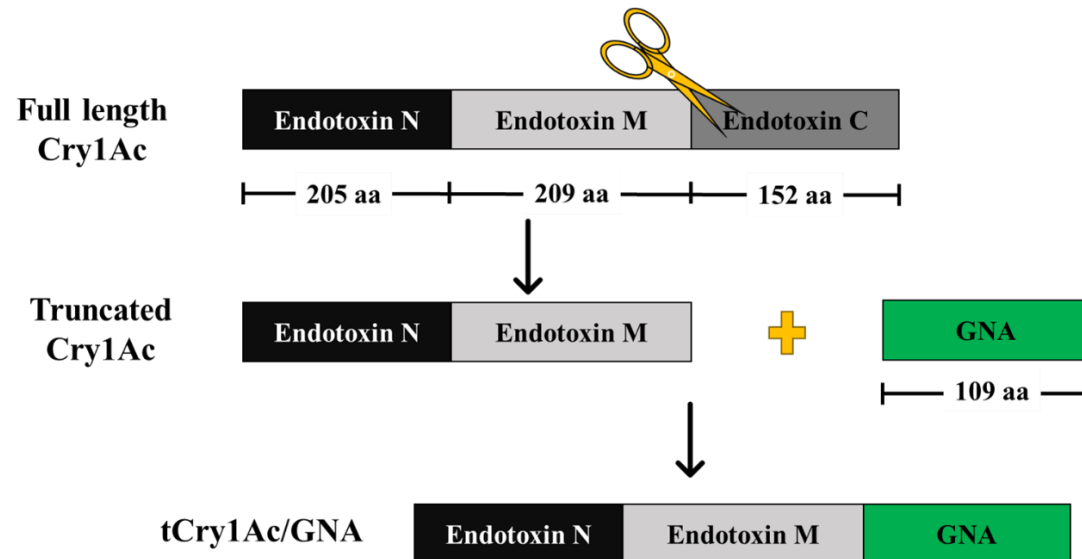 Full length
Cry1Ac
Endotoxin N
Endotoxin M
Endotoxin C
205 aa
209 aa
152 aa
Truncated
Cry1Ac
Endotoxin N
Endotoxin M
GNA
109 aa
tCry1Ac/GNA
Endotoxin N
Endotoxin M
GNA